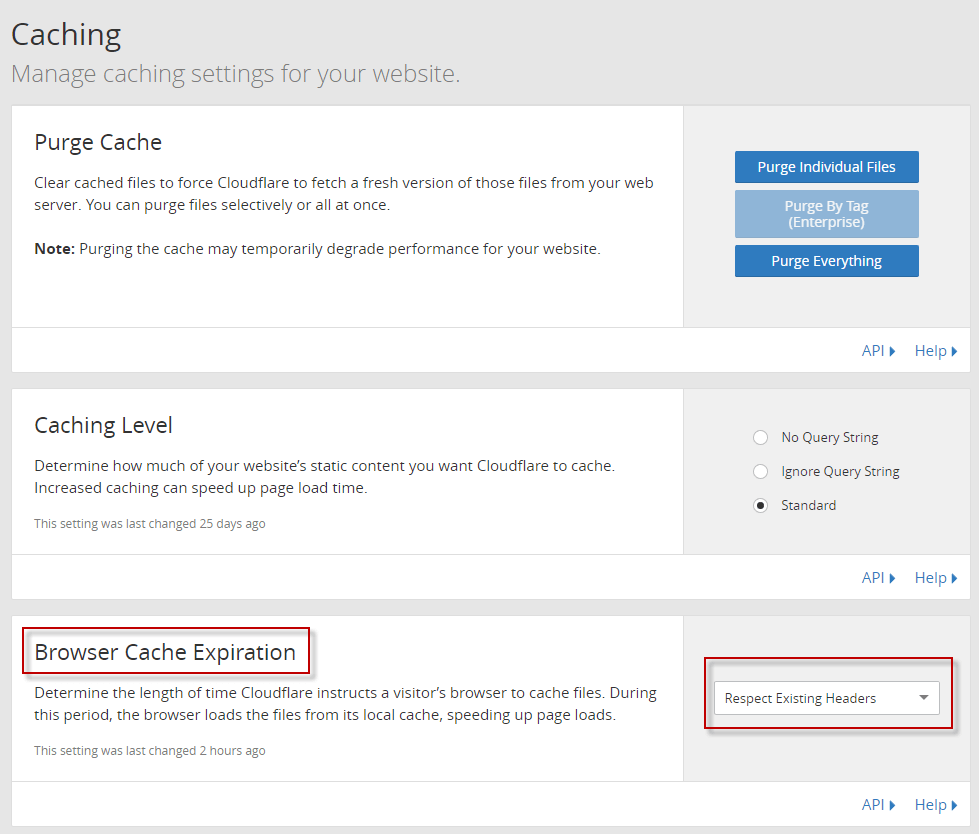 Caching
Manage caching settings for your website.
Purge Cache
Clear cached files to force Cloudflare to fetch a fresh version of those files from your web
server. You can purge files selectively or all at once.
Note: Purging the cache may temporarily degrade performance for your website.
Purge Individual Files
Purge By Tag
(Enterprise)
Purge Everything
API
Help
Caching Level
Determine how much of your website’s static content you want Cloudflare to cache.
Increased caching can speed up page load time.
This setting was last changed 25 days ago
No Query String
Ignore Query String
Standard
API
Help
Browser Cache Expiration
Determine the length of time Cloudflare instructs a visitor’s browser to cache files. During
this period, the browser loads the files from its local cache, speeding up page loads.
This setting was last changed 2 hours ago
Respect Existing Headers
API
Help